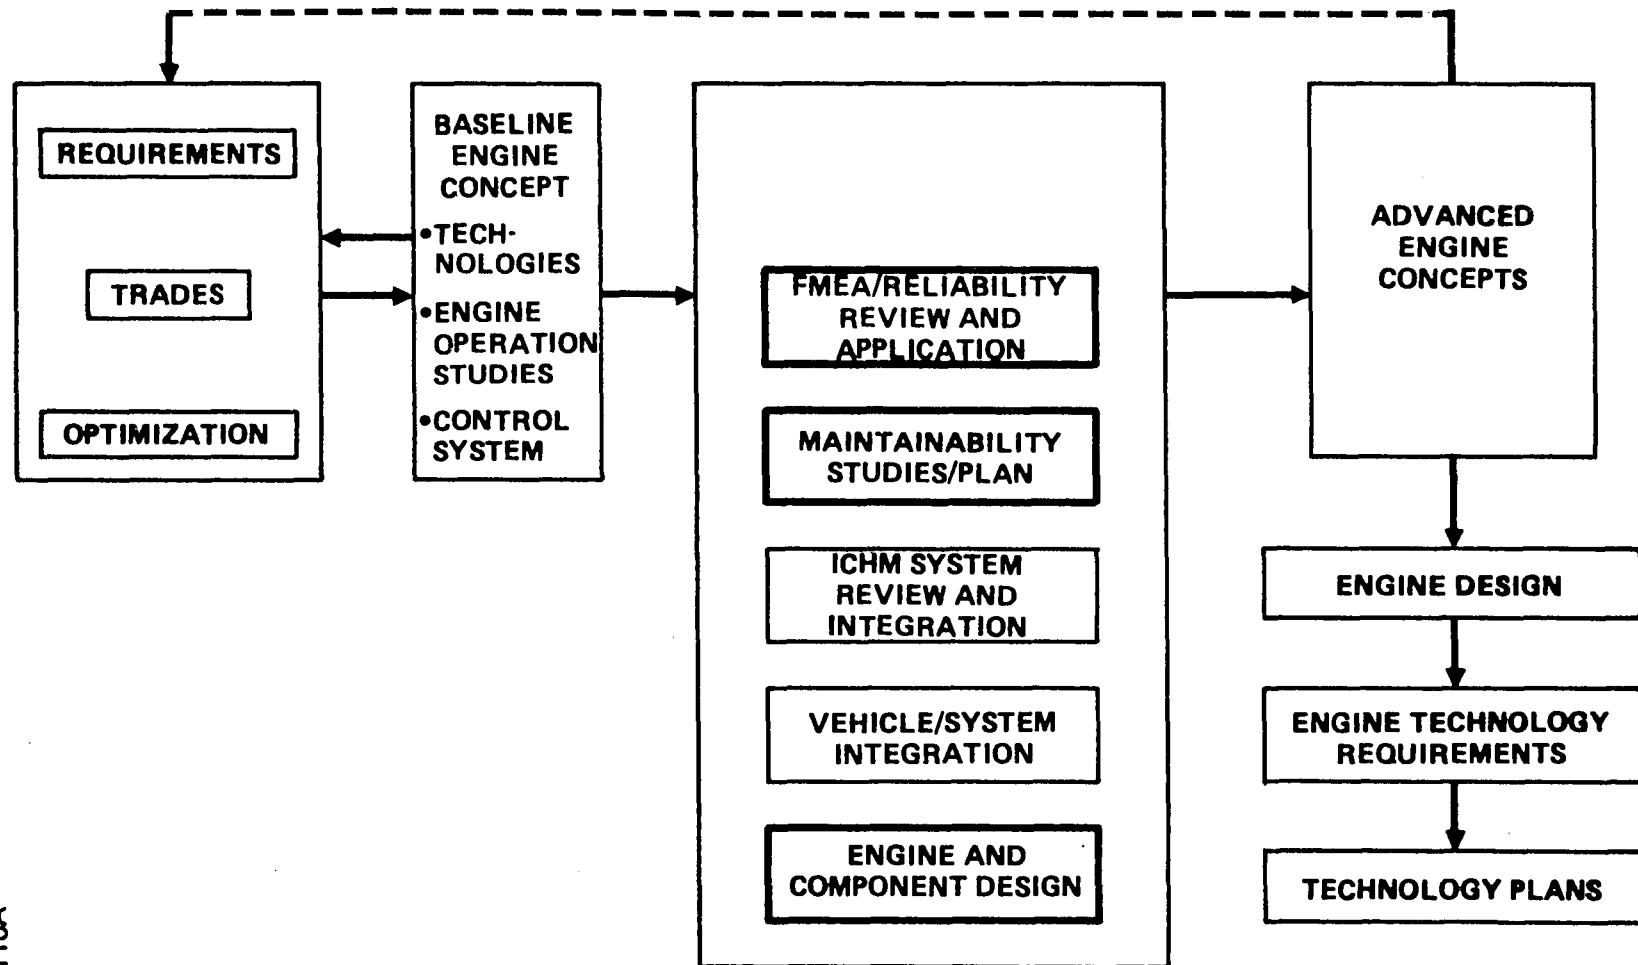 REQUIREMENTS
TRADES
OPTIMIZATION
BASELINE
ENGINE
CONCEPT
•TECH-
NOLOGIES
•ENGINE
OPERATION
STUDIES
•CONTROL
SYSTEM
FMEA/RELIABILITY
REVIEW AND
APPLICATION
MAINTAINABILITY
STUDIES/PLAN
ICHM SYSTEM
REVIEW AND
INTEGRATION
VEHICLE/SYSTEM
INTEGRATION
ENGINE AND
COMPONENT DESIGN
ADVANCED
ENGINE
CONCEPTS
ENGINE DESIGN
ENGINE TECHNOLOGY
REQUIREMENTS
TECHNOLOGY PLANS